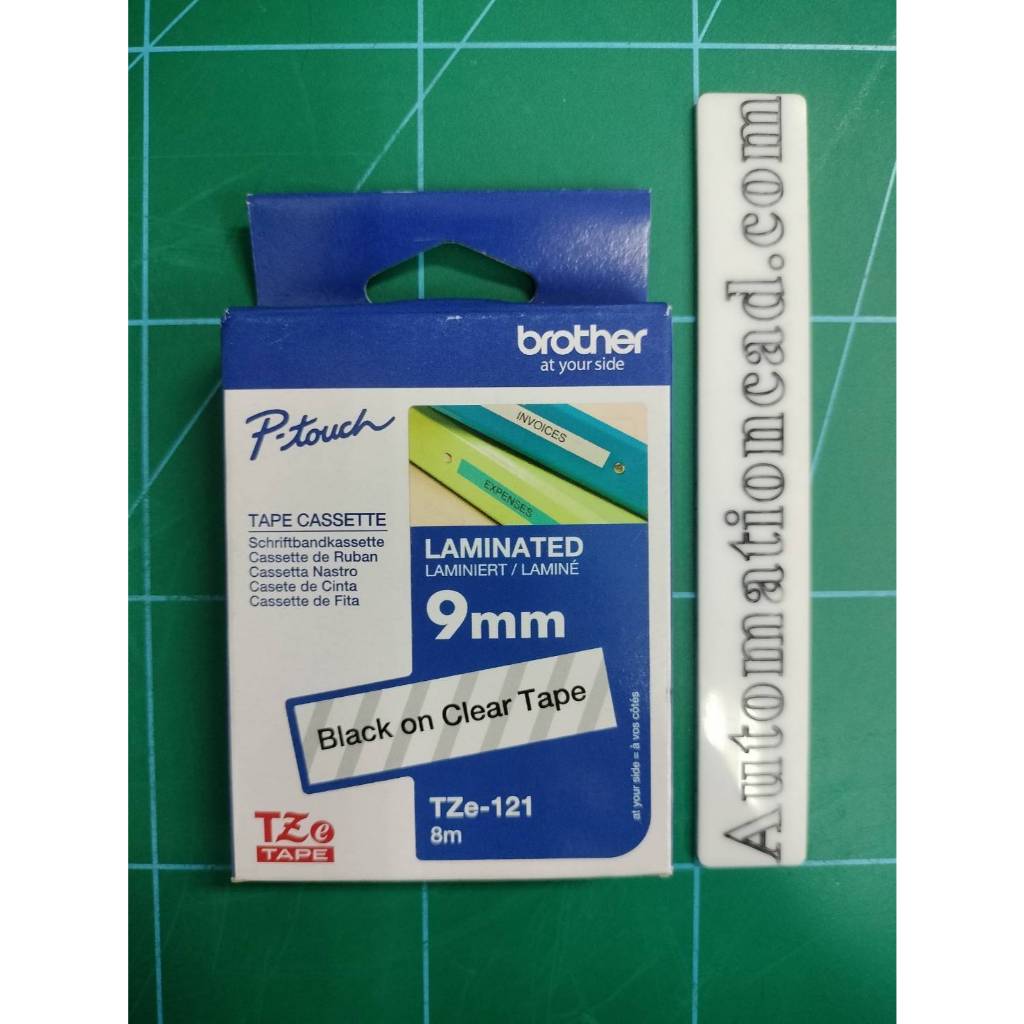 brother
at your side
P-touch
INVOICES
EXPENSES
TAPE CASSETTE
Schriftbandkassette
Cassette de Ruban
Cassetta Nastro
Casete de Cinta
Cassette de Fita
LAMINATED
LAMINIERT / LAMINÉ
9mm
Black on Clear Tape
TZe-121
8m
at your side = à vos côtés
TZe
TAPE
Automationcad.com